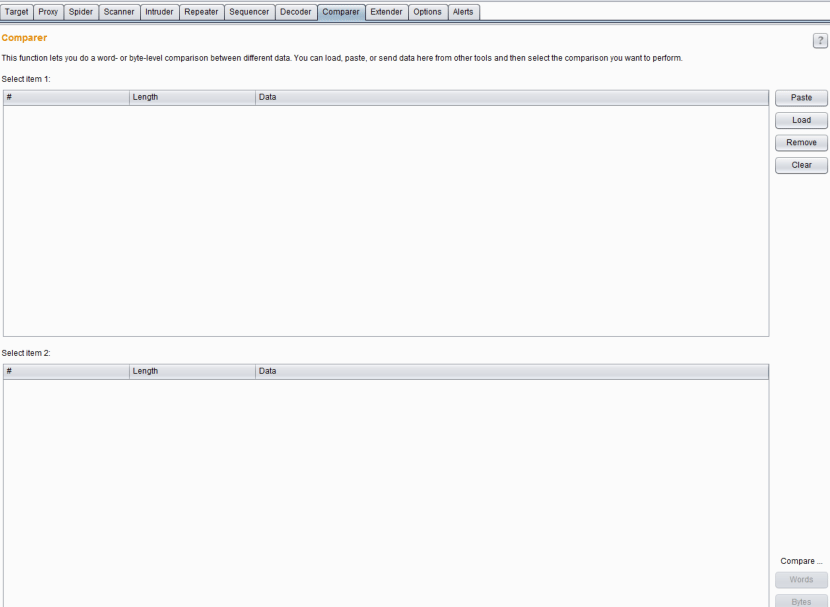 Target Proxy Spider Scanner Intruder Repeater Sequencer Decoder Comparer Extender Options Alerts
Comparer
?
This function lets you do a word- or byte-level comparison between different data. You can load, paste, or send data here from other tools and then select the comparison you want to perform.
Select item 1:
# Length Data
Paste
Load
Remove
Clear
Select item 2:
# Length Data
Compare ...
Words
Bytes